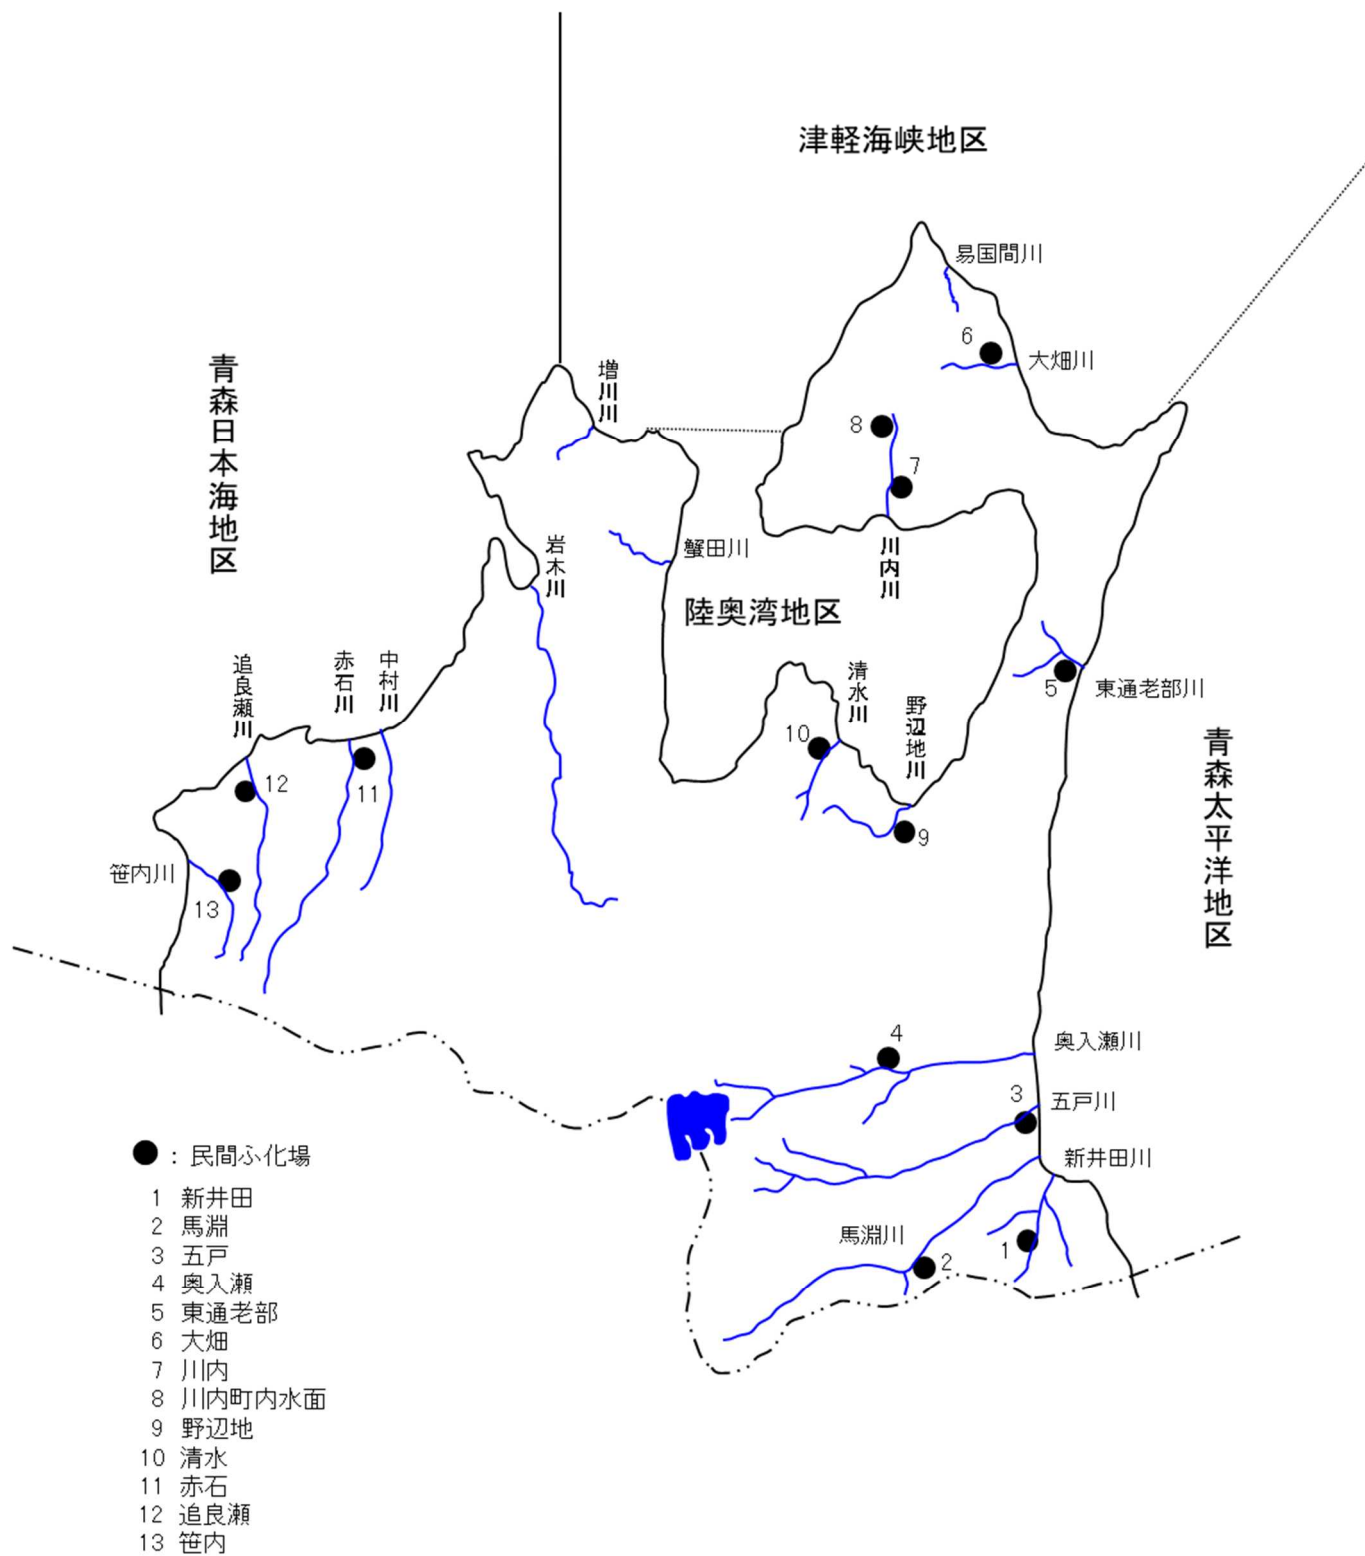 津軽海峡地区
易国間川
6
大畑川
増川川
青森日本海地区
8
7
岩木川
蟹田川
川内川
陸奥湾地区
追良瀬川
赤石川
中村川
清水川
野辺地川
5
東通老部川
10
青森太平洋地区
12
11
9
笹内川
13
4
奥入瀬川
3
五戸川
新井田川
馬淵川
1
2
●：民間ふ化場
1 新井田
2 馬淵
3 五戸
4 奥入瀬
5 東通老部
6 大畑
7 川内
8 川内町内水面
9 野辺地
10 清水
11 赤石
12 追良瀬
13 笹内